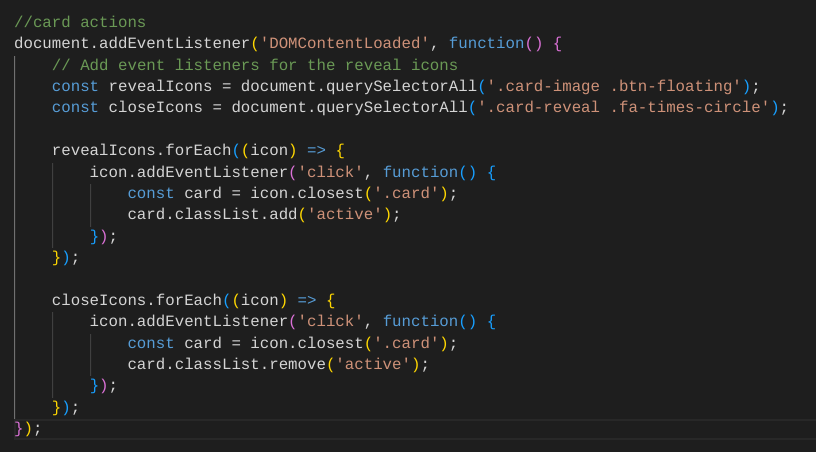 //card actions
document.addEventListener('DOMContentLoaded', function() {
    // Add event listeners for the reveal icons
    const revealIcons = document.querySelectorAll('.card-image .btn-floating');
    const closeIcons = document.querySelectorAll('.card-reveal .fa-times-circle');

    revealIcons.forEach((icon) => {
        icon.addEventListener('click', function() {
            const card = icon.closest('.card');
            card.classList.add('active');
        });
    });

    closeIcons.forEach((icon) => {
        icon.addEventListener('click', function() {
            const card = icon.closest('.card');
            card.classList.remove('active');
        });
    });
});